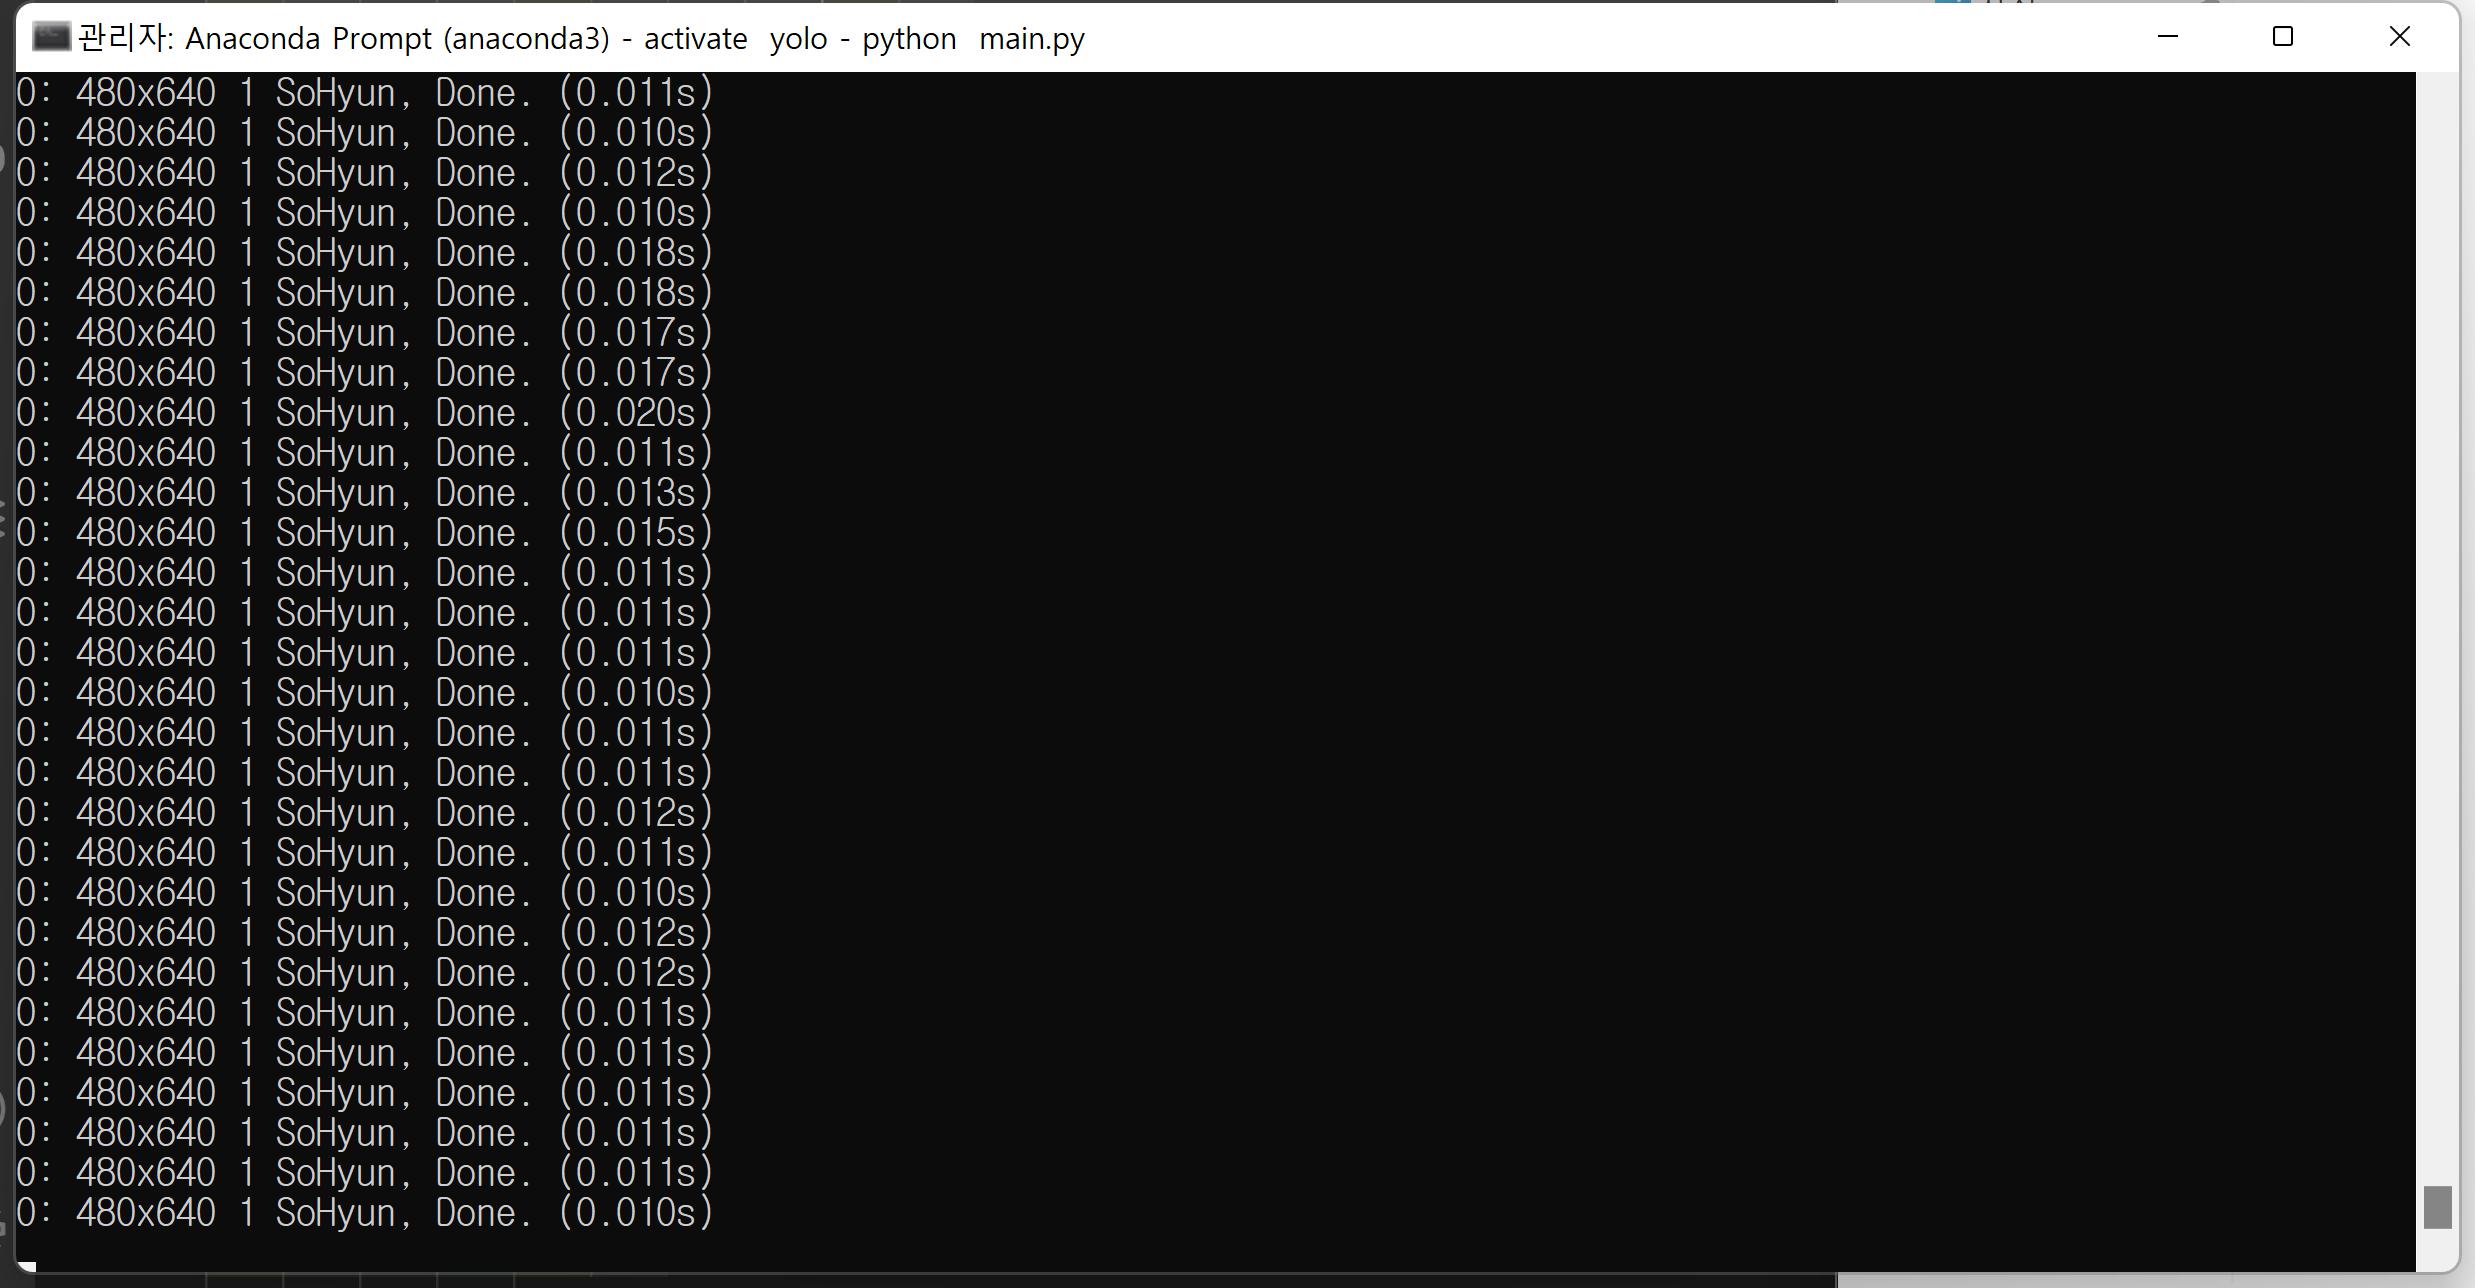 관리자: Anaconda Prompt (anaconda3) - activate  yolo - python  main.py
0: 480x640 1 SoHyun, Done. (0.011s)
0: 480x640 1 SoHyun, Done. (0.010s)
0: 480x640 1 SoHyun, Done. (0.012s)
0: 480x640 1 SoHyun, Done. (0.010s)
0: 480x640 1 SoHyun, Done. (0.018s)
0: 480x640 1 SoHyun, Done. (0.018s)
0: 480x640 1 SoHyun, Done. (0.017s)
0: 480x640 1 SoHyun, Done. (0.017s)
0: 480x640 1 SoHyun, Done. (0.020s)
0: 480x640 1 SoHyun, Done. (0.011s)
0: 480x640 1 SoHyun, Done. (0.013s)
0: 480x640 1 SoHyun, Done. (0.015s)
0: 480x640 1 SoHyun, Done. (0.011s)
0: 480x640 1 SoHyun, Done. (0.011s)
0: 480x640 1 SoHyun, Done. (0.011s)
0: 480x640 1 SoHyun, Done. (0.010s)
0: 480x640 1 SoHyun, Done. (0.011s)
0: 480x640 1 SoHyun, Done. (0.011s)
0: 480x640 1 SoHyun, Done. (0.012s)
0: 480x640 1 SoHyun, Done. (0.011s)
0: 480x640 1 SoHyun, Done. (0.010s)
0: 480x640 1 SoHyun, Done. (0.012s)
0: 480x640 1 SoHyun, Done. (0.012s)
0: 480x640 1 SoHyun, Done. (0.011s)
0: 480x640 1 SoHyun, Done. (0.011s)
0: 480x640 1 SoHyun, Done. (0.011s)
0: 480x640 1 SoHyun, Done. (0.011s)
0: 480x640 1 SoHyun, Done. (0.011s)
0: 480x640 1 SoHyun, Done. (0.010s)